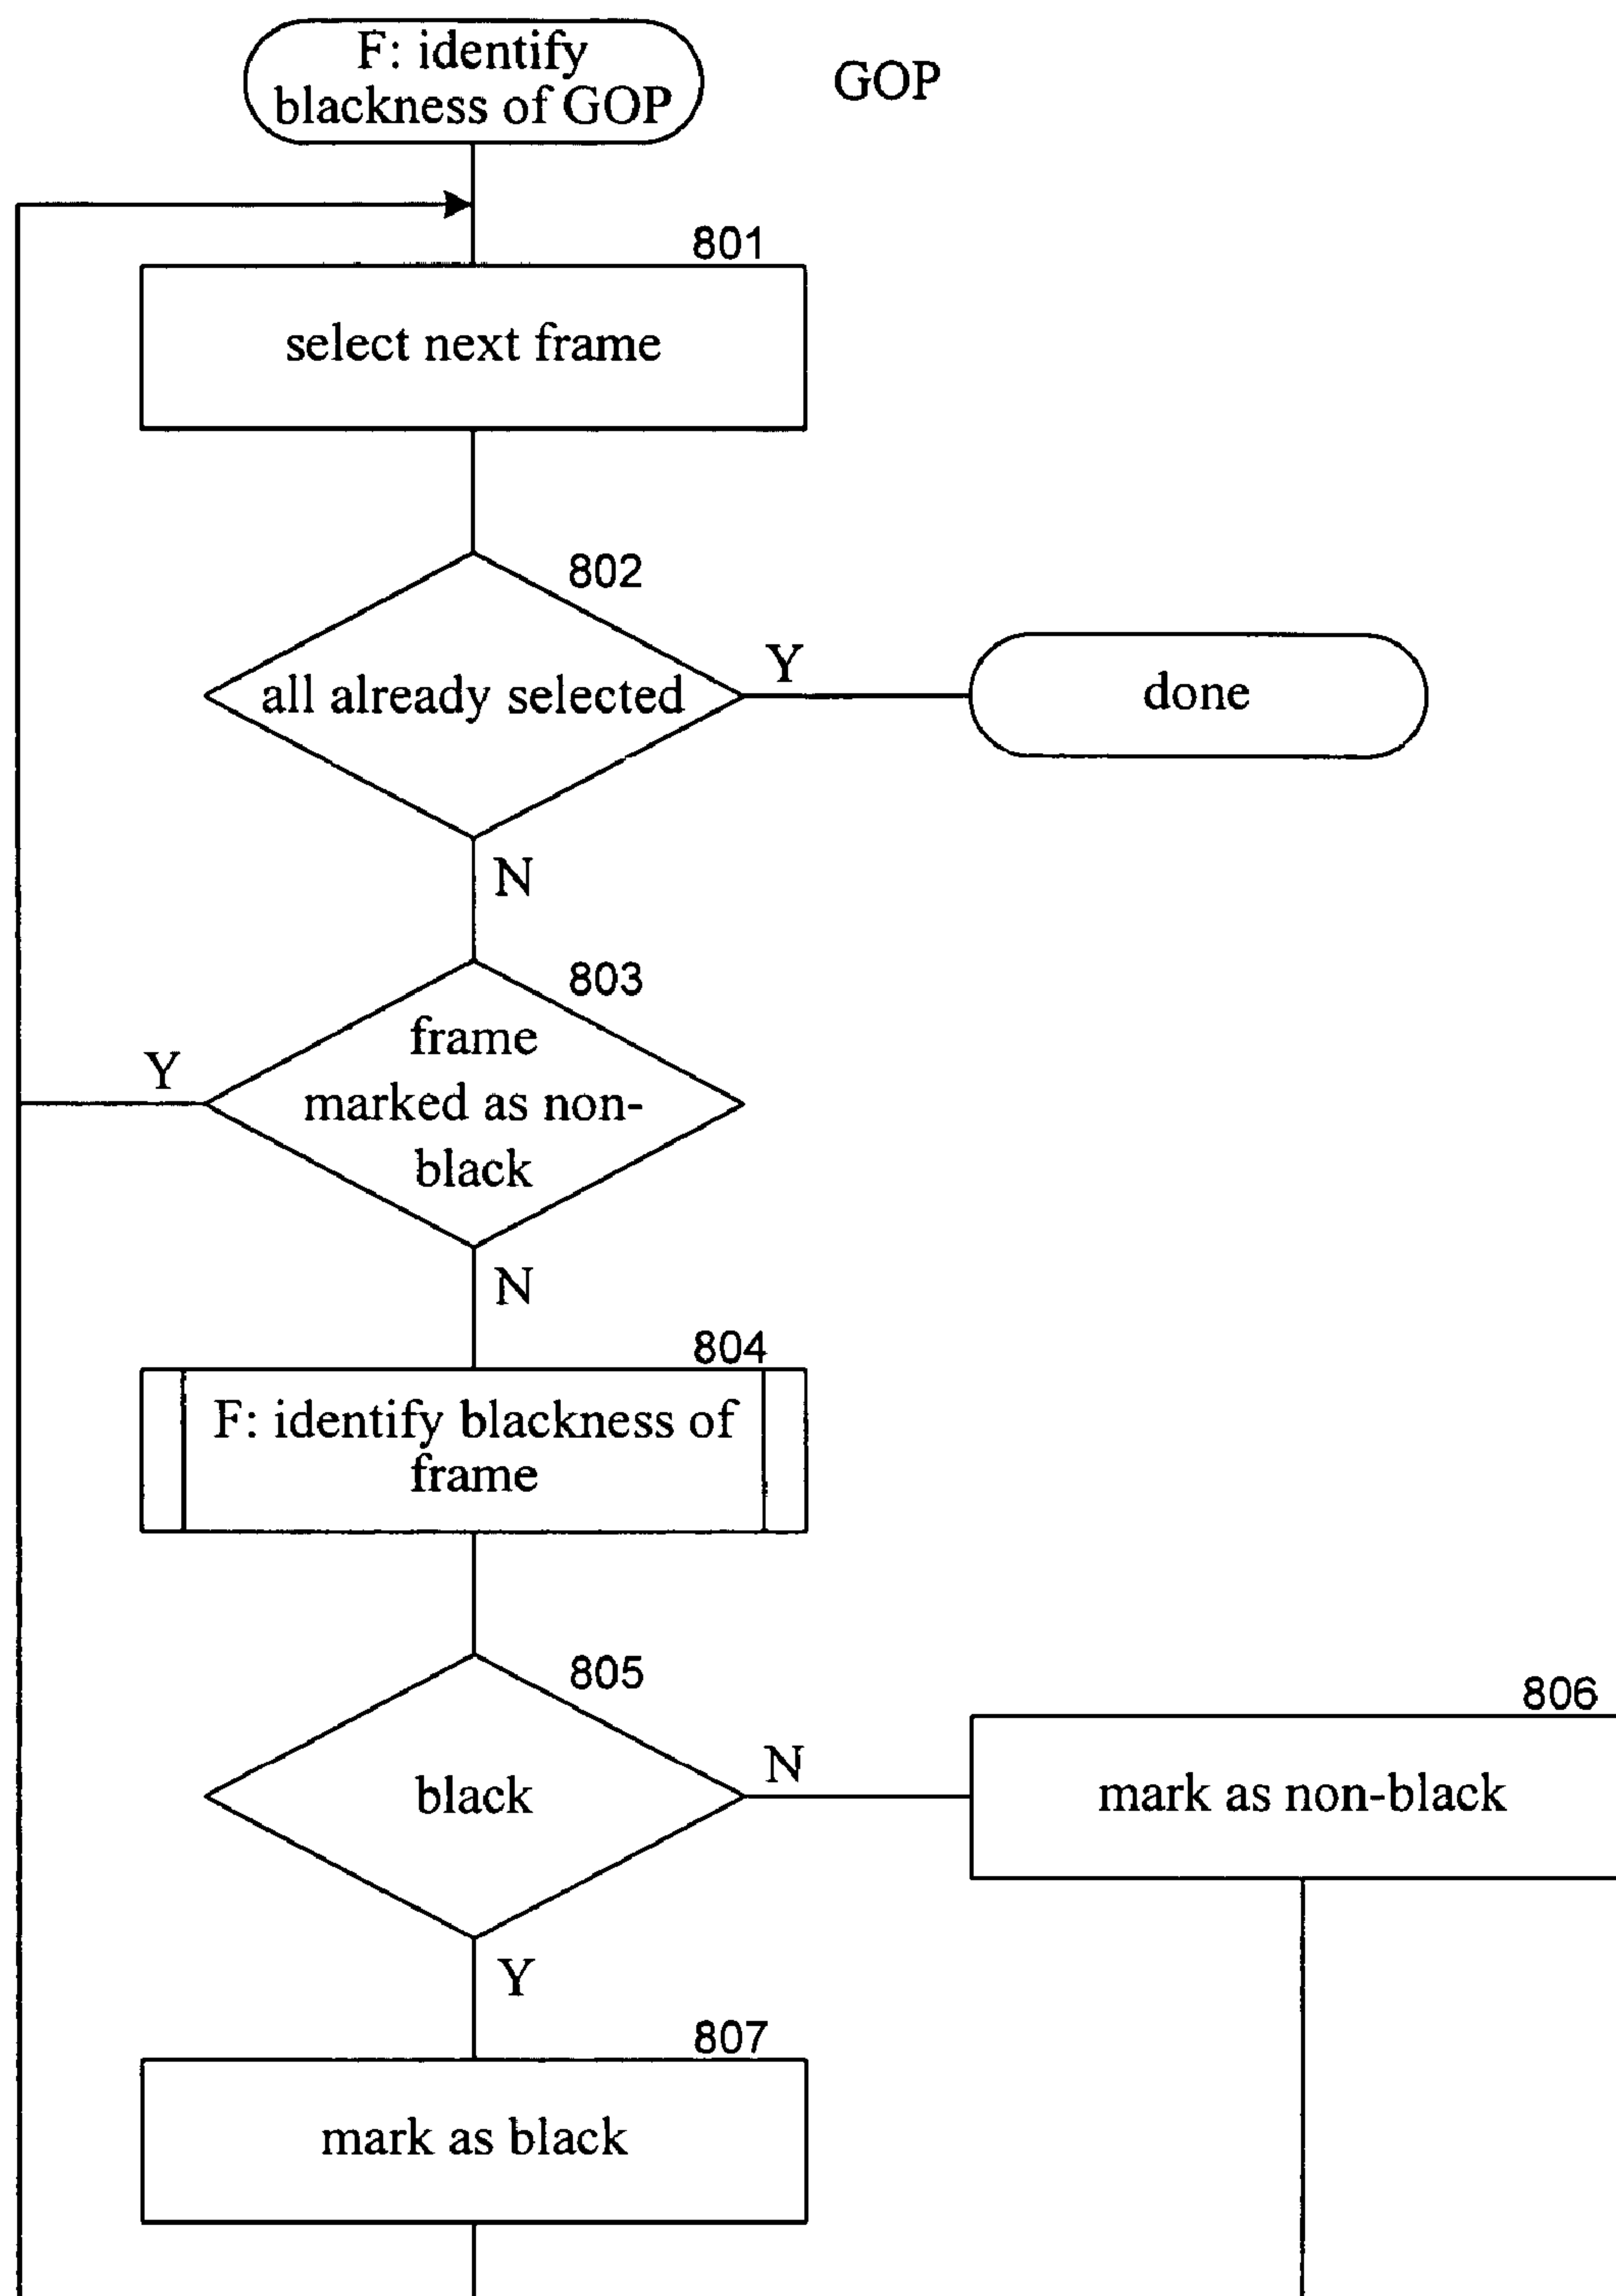 F: identify
blackness of GOP
GOP
801
select next frame
802
all already selected
Y
done
N
803
frame
marked as non-
black
Y
N
804
F: identify blackness of
frame
805
black
N
806
mark as non-black
Y
807
mark as black